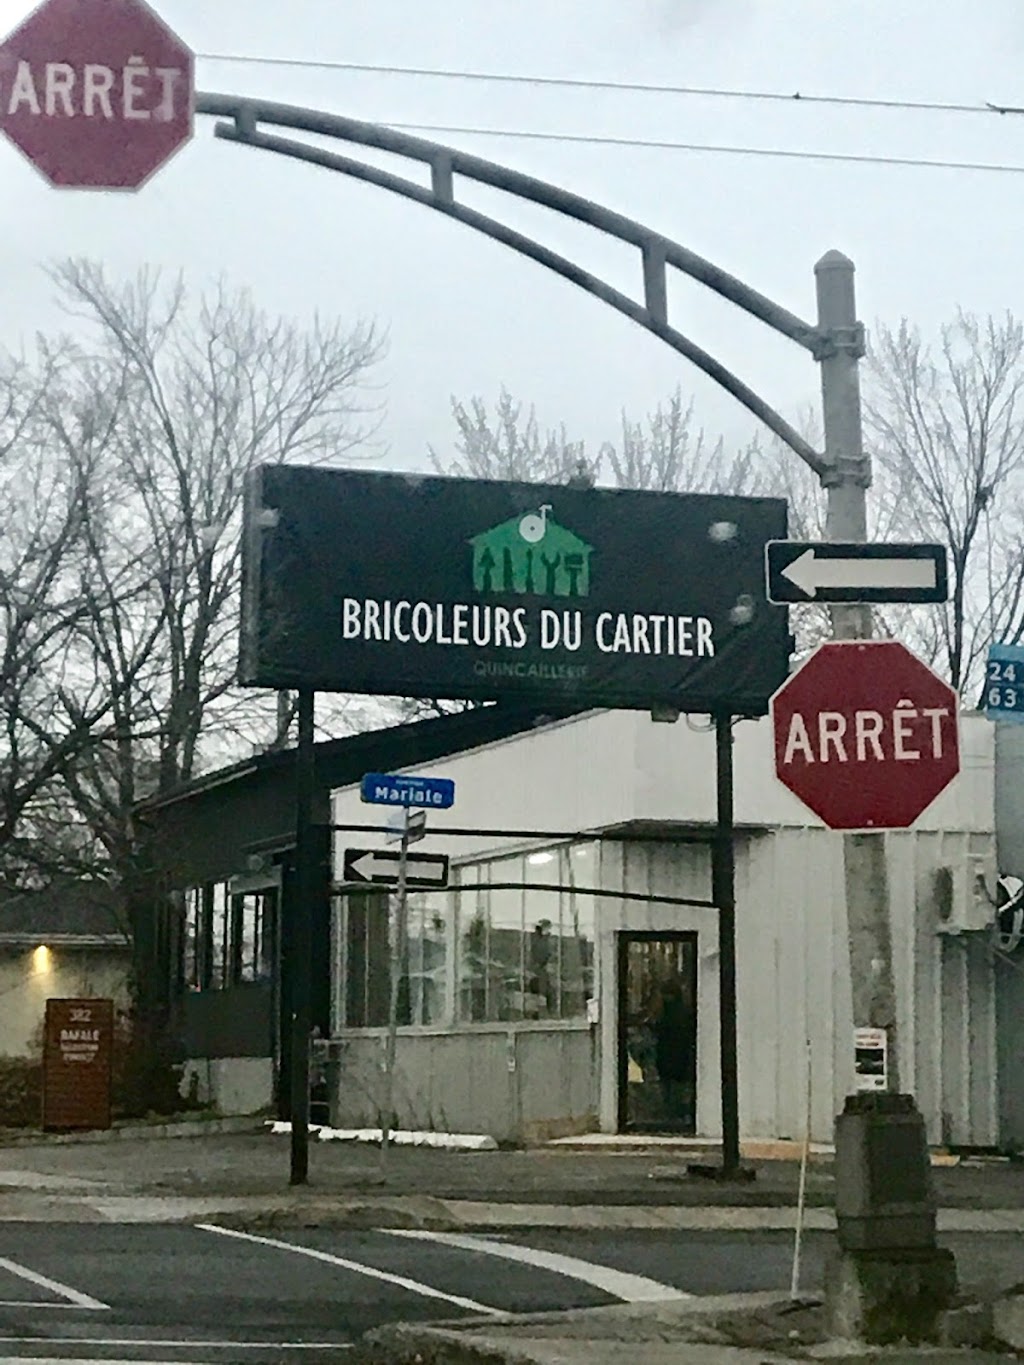 ARRÊT
BRICOLEURS DU CARTIER
QUINCAILLERIE
ARRÊT
24
63
Mariale
382
RAFALE